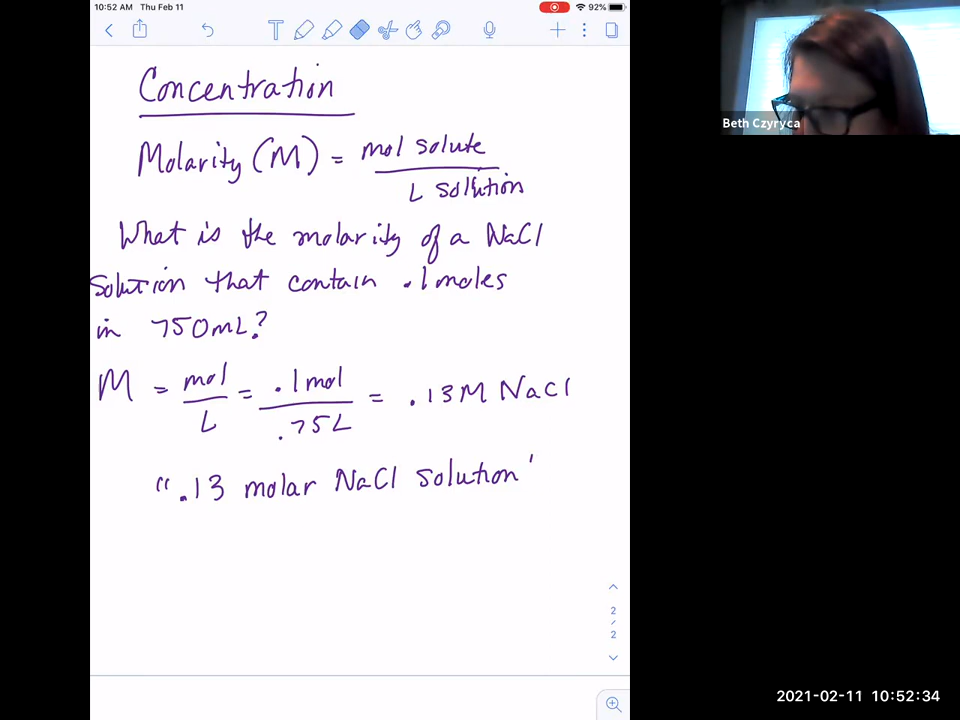 10:52 AM Thu Feb 11
92%
Concentration
Molarity (M) = mol solute / L solution
What is the molarity of a NaCl
solution that contain .1 moles
in 750mL?
M = mol / L = .1 mol / .75L = .13M NaCl
".13 molar NaCl solution"
2
/
2
Beth Czyryca
2021-02-11 10:52:34